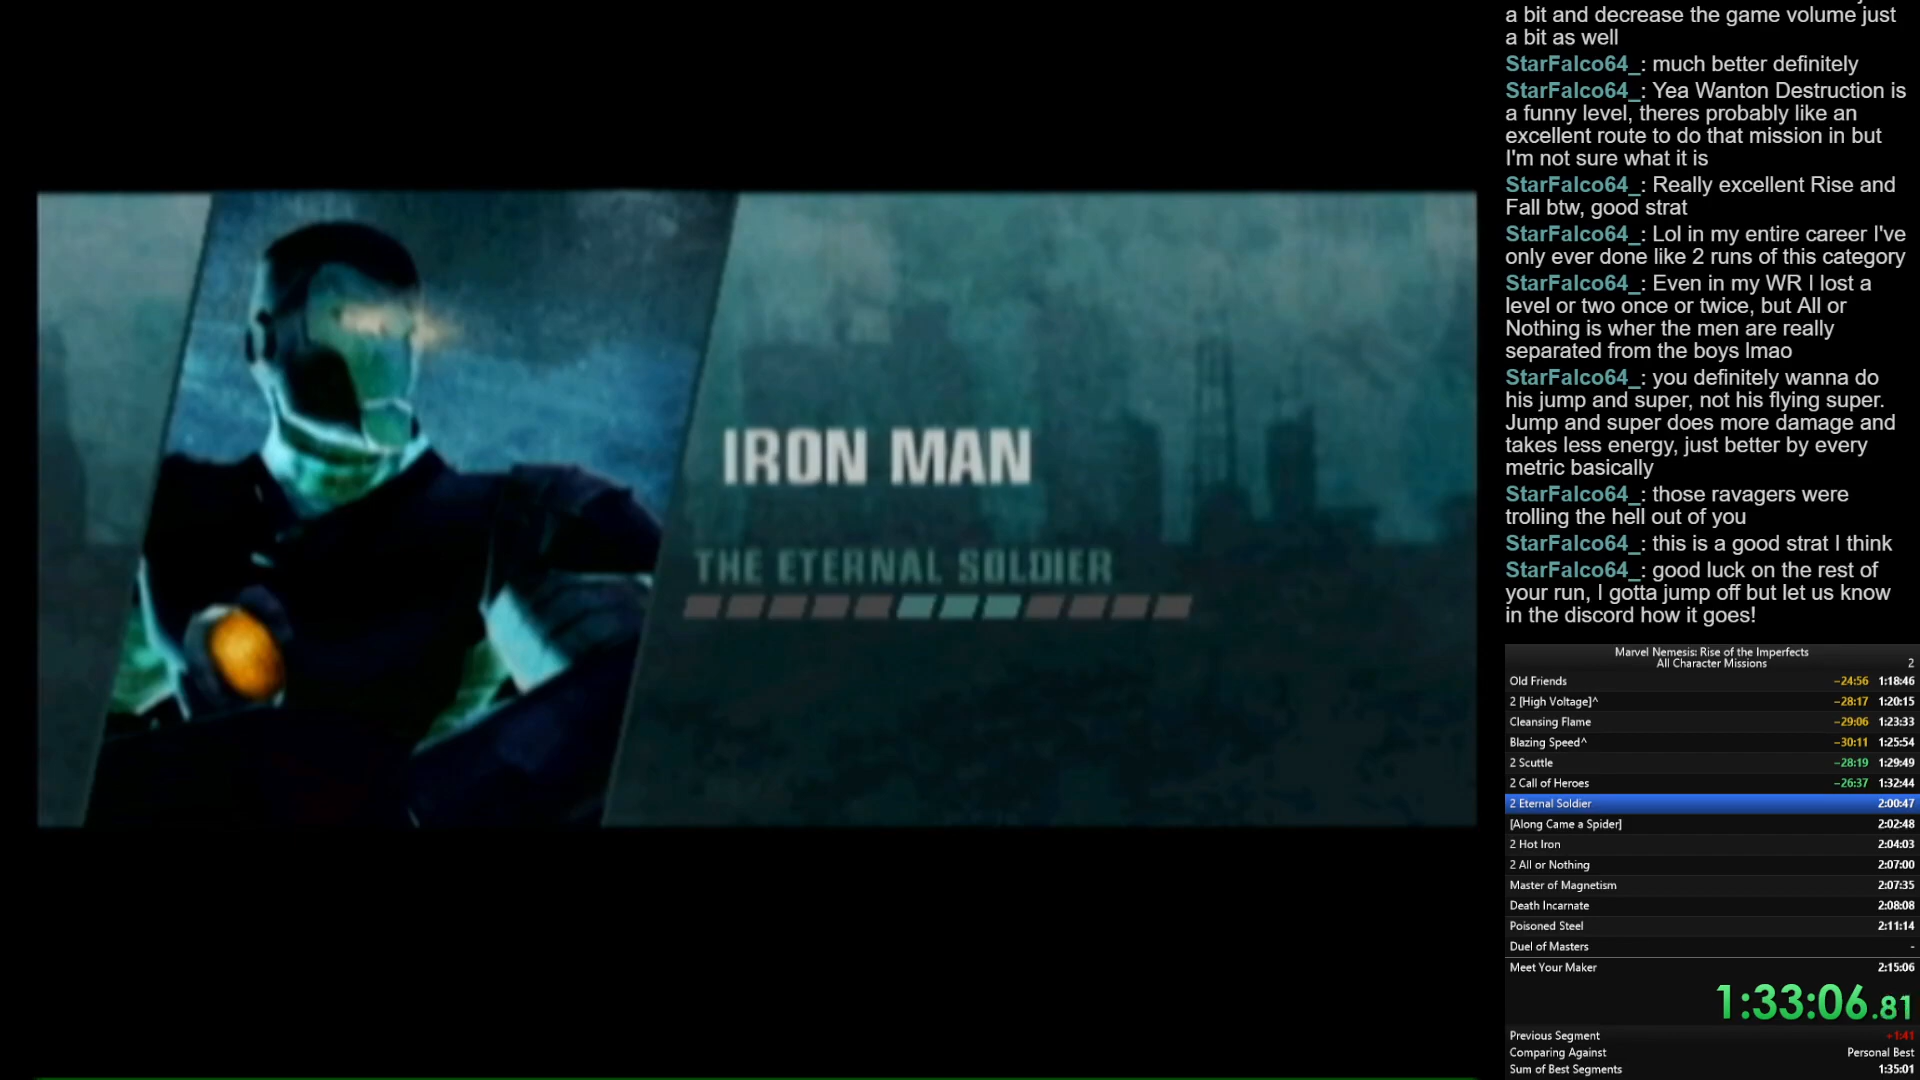 IRON MAN
THE ETERNAL SOLDIER
a bit and decrease the game volume just
a bit as well
StarFalco64_: much better definitely
StarFalco64_: Yea Wanton Destruction is
a funny level, theres probably like an
excellent route to do that mission in but
I'm not sure what it is
StarFalco64_: Really excellent Rise and
Fall btw, good strat
StarFalco64_: Lol in my entire career I've
only ever done like 2 runs of this category
StarFalco64_: Even in my WR I lost a
level or two once or twice, but All or
Nothing is wher the men are really
separated from the boys lmao
StarFalco64_: you definitely wanna do
his jump and super, not his flying super.
Jump and super does more damage and
takes less energy, just better by every
metric basically
StarFalco64_: those ravagers were
trolling the hell out of you
StarFalco64_: this is a good strat I think
StarFalco64_: good luck on the rest of
your run, I gotta jump off but let us know
in the discord how it goes!
Marvel Nemesis: Rise of the Imperfects
All Character Missions 2
Old Friends −24:56 1:18:46
2 [High Voltage]^ −28:17 1:20:15
Cleansing Flame −29:06 1:23:33
Blazing Speed^ −30:11 1:25:54
2 Scuttle −28:19 1:29:49
2 Call of Heroes −26:37 1:32:44
2 Eternal Soldier 2:00:47
[Along Came a Spider] 2:02:48
2 Hot Iron 2:04:03
2 All or Nothing 2:07:00
Master of Magnetism 2:07:35
Death Incarnate 2:08:08
Poisoned Steel 2:11:14
Duel of Masters -
Meet Your Maker 2:15:06
1:33:06.81
Previous Segment +1:41
Comparing Against Personal Best
Sum of Best Segments 1:35:01